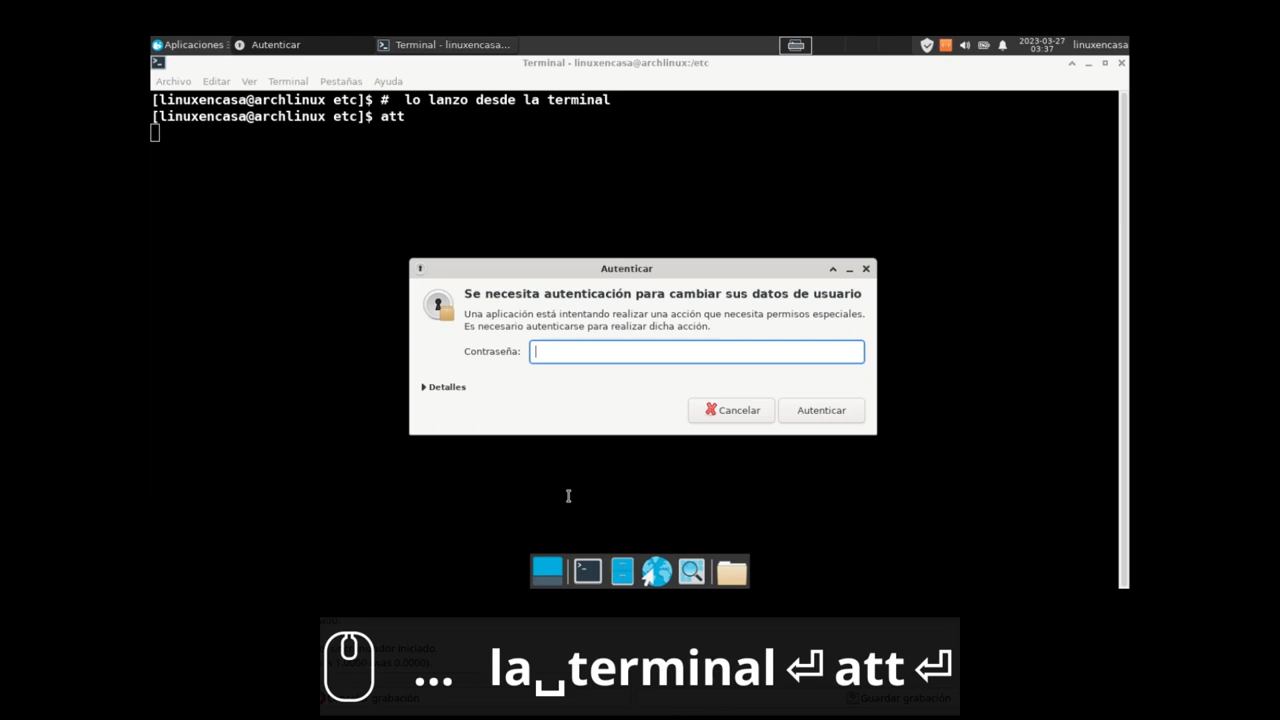 Aplicaciones
Autenticar
Terminal - linuxencasa...
2023-03-27
03:37
linuxencasa
Terminal - linuxencasa@archlinux:/etc
Archivo Editar Ver Terminal Pestañas Ayuda
[linuxencasa@archlinux etc]$ #  lo lanzo desde la terminal
[linuxencasa@archlinux etc]$ att
Autenticar
Se necesita autenticación para cambiar sus datos de usuario
Una aplicación está intentando realizar una acción que necesita permisos especiales.
Es necesario autenticarse para realizar dicha acción.
Contraseña:
Detalles
Cancelar Autenticar
... la␣terminal⏎ att⏎
Guardar grabación